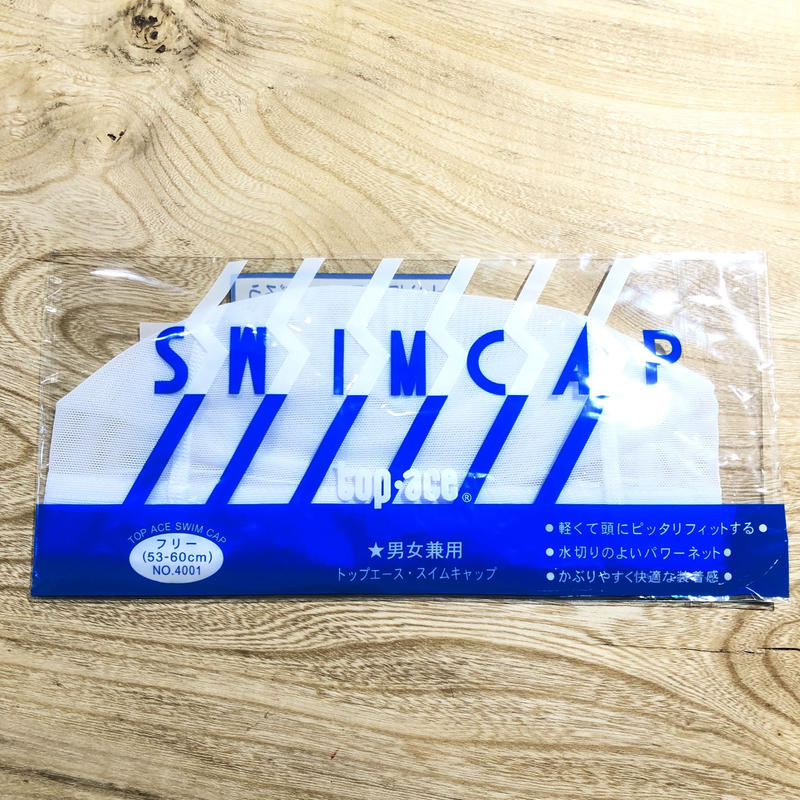 SWIMCAP
top・ace®
TOP ACE SWIM CAP
フリー
(53-60cm)
NO.4001
★男女兼用
トップエース・スイムキャップ
●軽くて頭にピッタリフィットする●
●水切りのよいパワーネット●
●かぶりやすく快適な装着感●